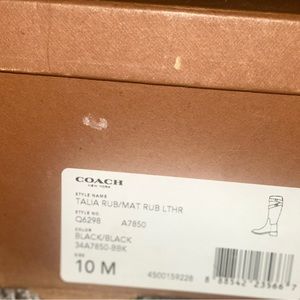 COACH
NEW YORK
STYLE NAME
TALIA RUB/MAT RUB LTHR
STYLE NO.
Q6298 A7850
COLOR
BLACK/BLACK
34A7850-BBK
SIZE
10 M
4500159228
8 88542 23566 7